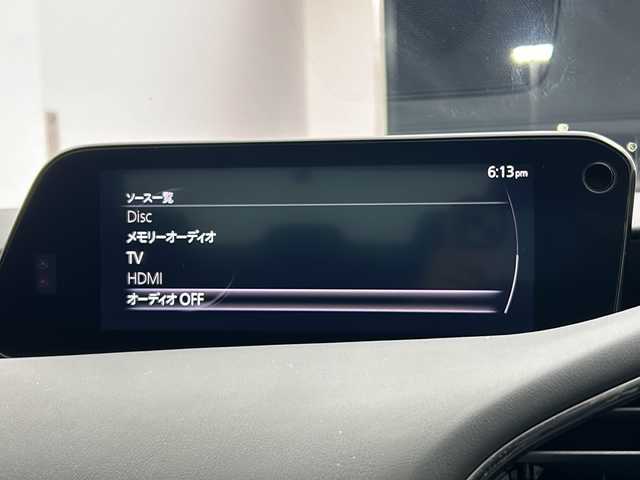 6:13pm
ソース一覧
Disc
メモリーオーディオ
TV
HDMI
オーディオ OFF